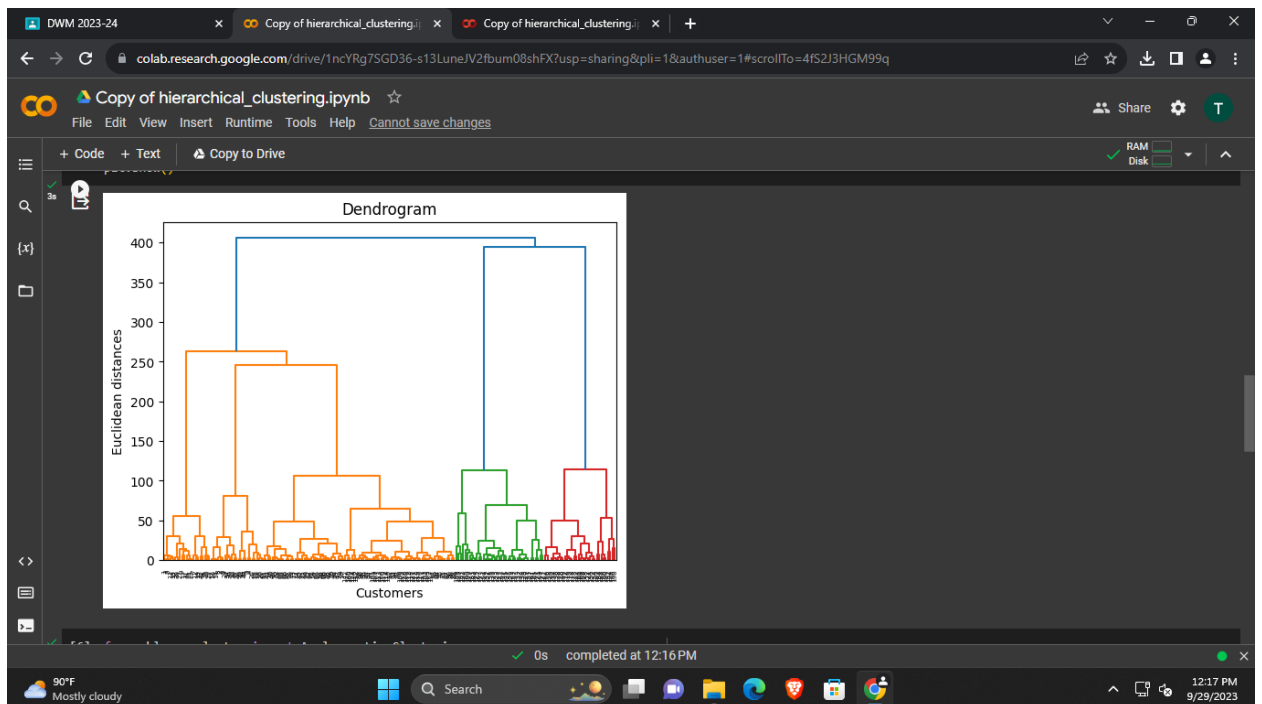 DWM 2023-24
Copy of hierarchical_clustering.i
Copy of hierarchical_clustering.i
colab.research.google.com/drive/1ncYRg7SGD36-s13LuneJV2fbum08shFX?usp=sharing&pli=1&authuser=1#scrollTo=4fS2J3HGM99q
Copy of hierarchical_clustering.ipynb
Share
T
File Edit View Insert Runtime Tools Help Cannot save changes
+ Code + Text Copy to Drive
RAM
Disk
3s
{x}
Dendrogram
400
350
300
250
200
150
100
50
0
Euclidean distances
Customers
0s completed at 12:16 PM
90°F
Mostly cloudy
Search
12:17 PM
9/29/2023